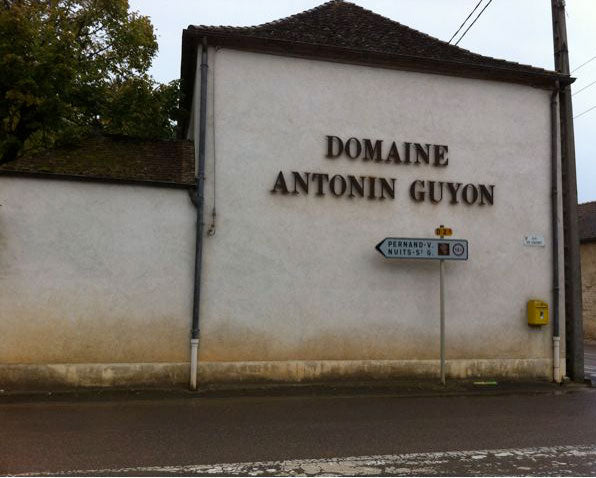 DOMAINE
ANTONIN GUYON
PERNAND-V.
NUITS-Sᵀ G.